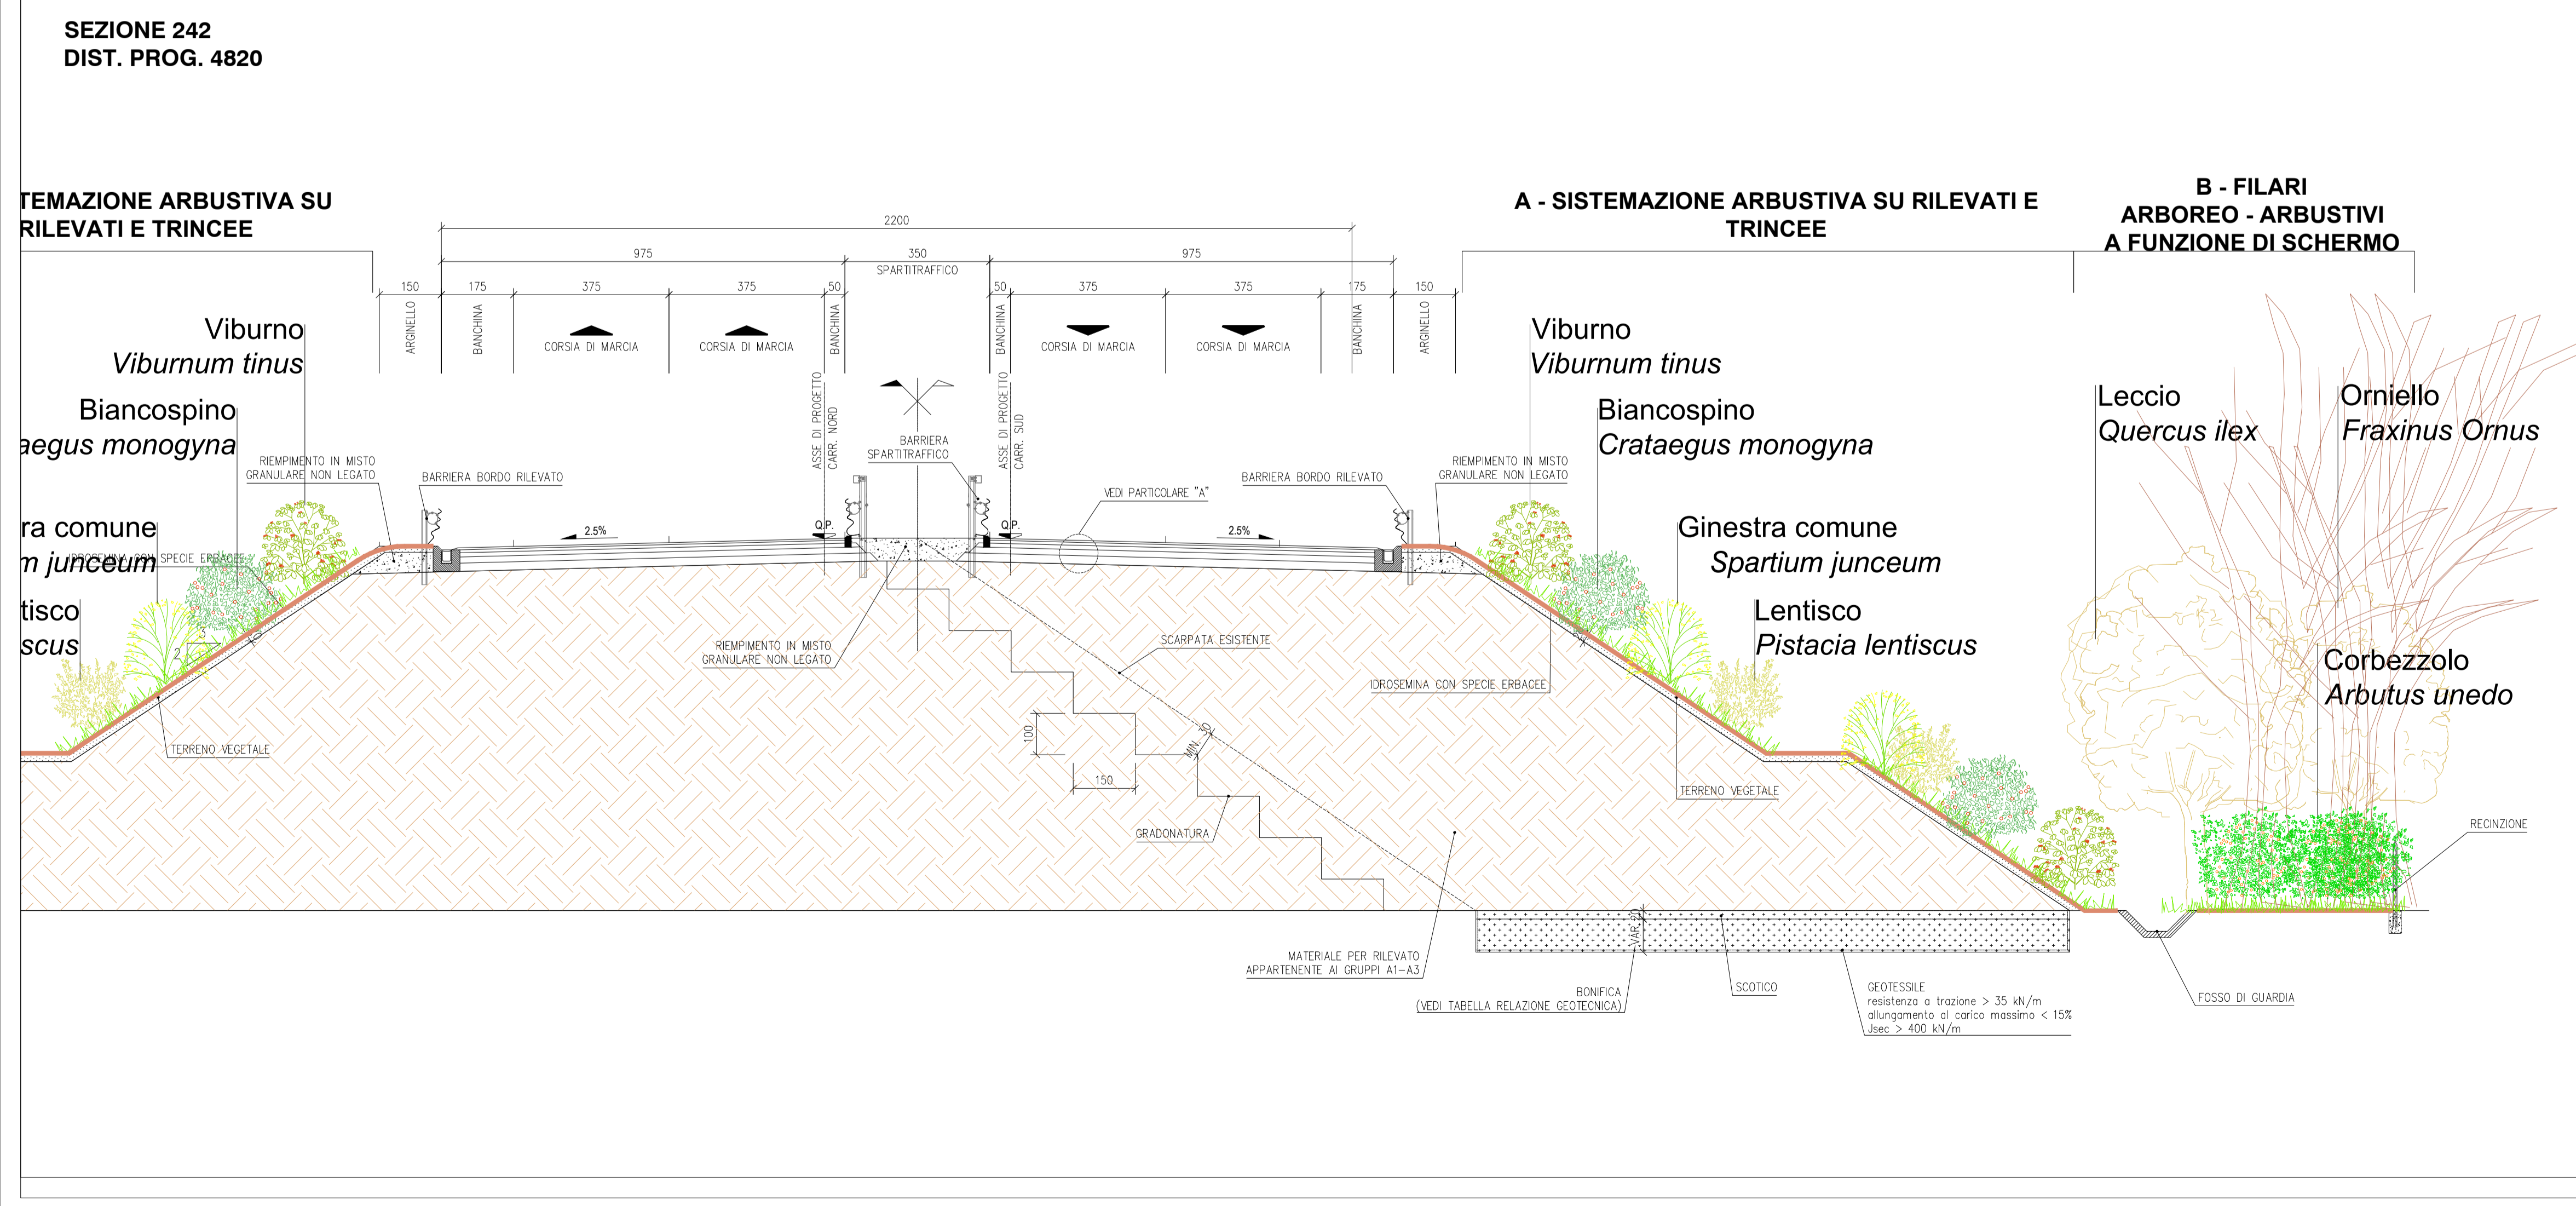 SEZIONE 242
DIST. PROG. 4820
TEMAZIONE ARBUSTIVA SU
RILEVATI E TRINCEE
A - SISTEMAZIONE ARBUSTIVA SU RILEVATI E
TRINCEE
B - FILARI
ARBOREO - ARBUSTIVI
A FUNZIONE DI SCHERMO
2200
975
350
975
SPARTITRAFFICO
150
175
375
375
50
50
375
375
175
150
ARGINELLO
BANCHINA
CORSIA DI MARCIA
CORSIA DI MARCIA
BANCHINA
BANCHINA
CORSIA DI MARCIA
CORSIA DI MARCIA
BANCHINA
ARGINELLO
ASSE DI PROGETTO
CARR. NORD
ASSE DI PROGETTO
CARR. SUD
Viburno
Viburnum tinus
Biancospino
aegus monogyna
RIEMPIMENTO IN MISTO
GRANULARE NON LEGATO
BARRIERA BORDO RILEVATO
ra comune
IDROSEMINA CON SPECIE ERBACEE
m junceum
tisco
scus
3
2
30
TERRENO VEGETALE
BARRIERA
SPARTITRAFFICO
2.5%
Q.P.
Q.P.
2.5%
VEDI PARTICOLARE "A"
BARRIERA BORDO RILEVATO
RIEMPIMENTO IN MISTO
GRANULARE NON LEGATO
RIEMPIMENTO IN MISTO
GRANULARE NON LEGATO
SCARPATA ESISTENTE
100
150
MIN. 30
GRADONATURA
IDROSEMINA CON SPECIE ERBACEE
Viburno
Viburnum tinus
Biancospino
Crataegus monogyna
Ginestra comune
Spartium junceum
Lentisco
Pistacia lentiscus
30
TERRENO VEGETALE
Leccio
Quercus ilex
Orniello
Fraxinus Ornus
Corbezzolo
Arbutus unedo
RECINZIONE
20
VAR.
MATERIALE PER RILEVATO
APPARTENENTE AI GRUPPI A1-A3
BONIFICA
(VEDI TABELLA RELAZIONE GEOTECNICA)
SCOTICO
GEOTESSILE
resistenza a trazione > 35 kN/m
allungamento al carico massimo < 15%
Jsec > 400 kN/m
FOSSO DI GUARDIA